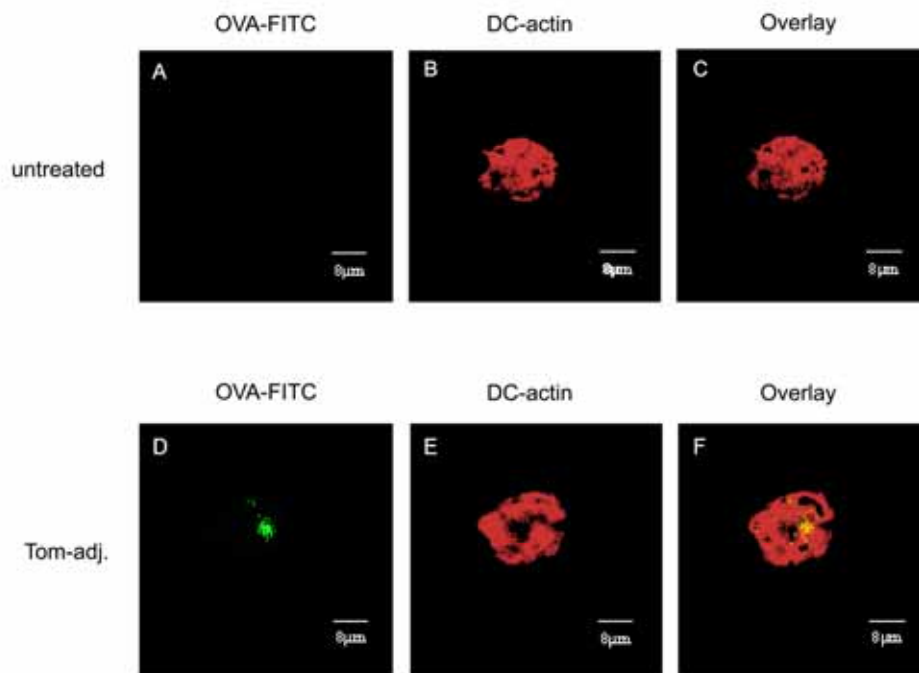 OVA-FITC DC-actin Overlay
A B C
untreated
8μm 8μm 8μm
OVA-FITC DC-actin Overlay
D E F
Tom-adj.
8μm 8μm 8μm